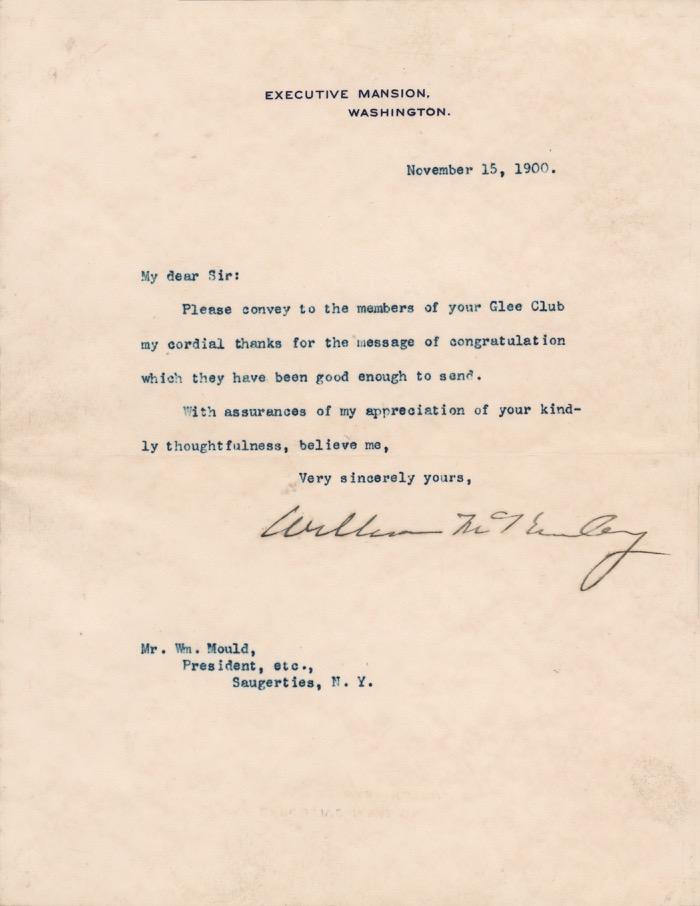 EXECUTIVE MANSION,
WASHINGTON.
November 15, 1900.
My dear Sir:
Please convey to the members of your Glee Club
my cordial thanks for the message of congratulation
which they have been good enough to send.
With assurances of my appreciation of your kind-
ly thoughtfulness, believe me,
Very sincerely yours,
William McKinley
Mr. Wm. Mould,
President, etc.,
Saugerties, N. Y.